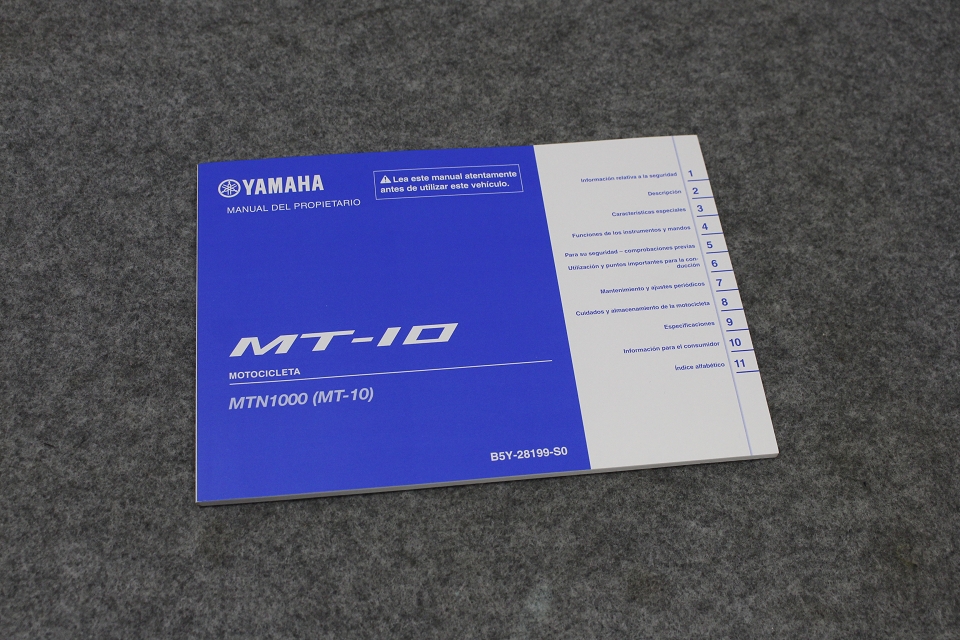 YAMAHA
MANUAL DEL PROPIETARIO
Lea este manual atentamente
antes de utilizar este vehículo.
MT-10
MOTOCICLETA
MTN1000 (MT-10)
B5Y-28199-S0
Información relativa a la seguridad 1
Descripción 2
Características especiales 3
Funciones de los instrumentos y mandos 4
Para su seguridad – comprobaciones previas 5
Utilización y puntos importantes para la con-
ducción 6
Mantenimiento y ajustes periódicos 7
Cuidados y almacenamiento de la motocicleta 8
Especificaciones 9
Información para el consumidor 10
Índice alfabético 11